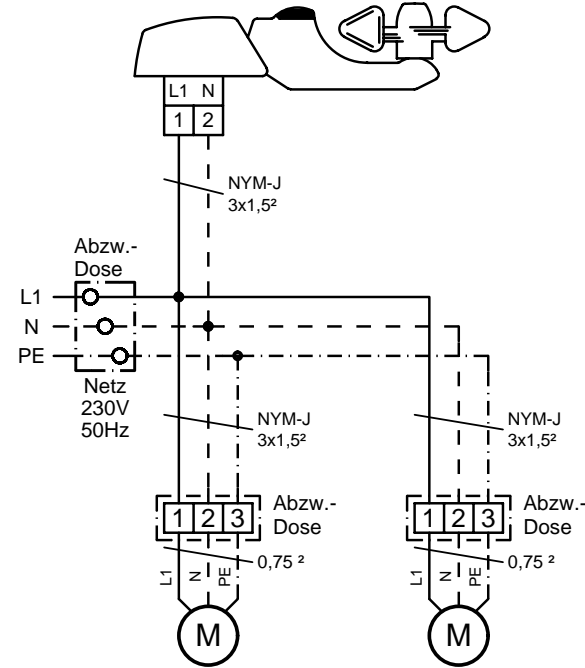 L1 N
1 2
NYM-J
3x1,5²
Abzw.-
Dose
L1
N
PE
Netz
230V
50Hz
NYM-J
3x1,5²
NYM-J
3x1,5²
1 2 3
Abzw.-
Dose
1 2 3
Abzw.-
Dose
0,75 ²
0,75 ²
L1 N PE
L1 N PE
M
M